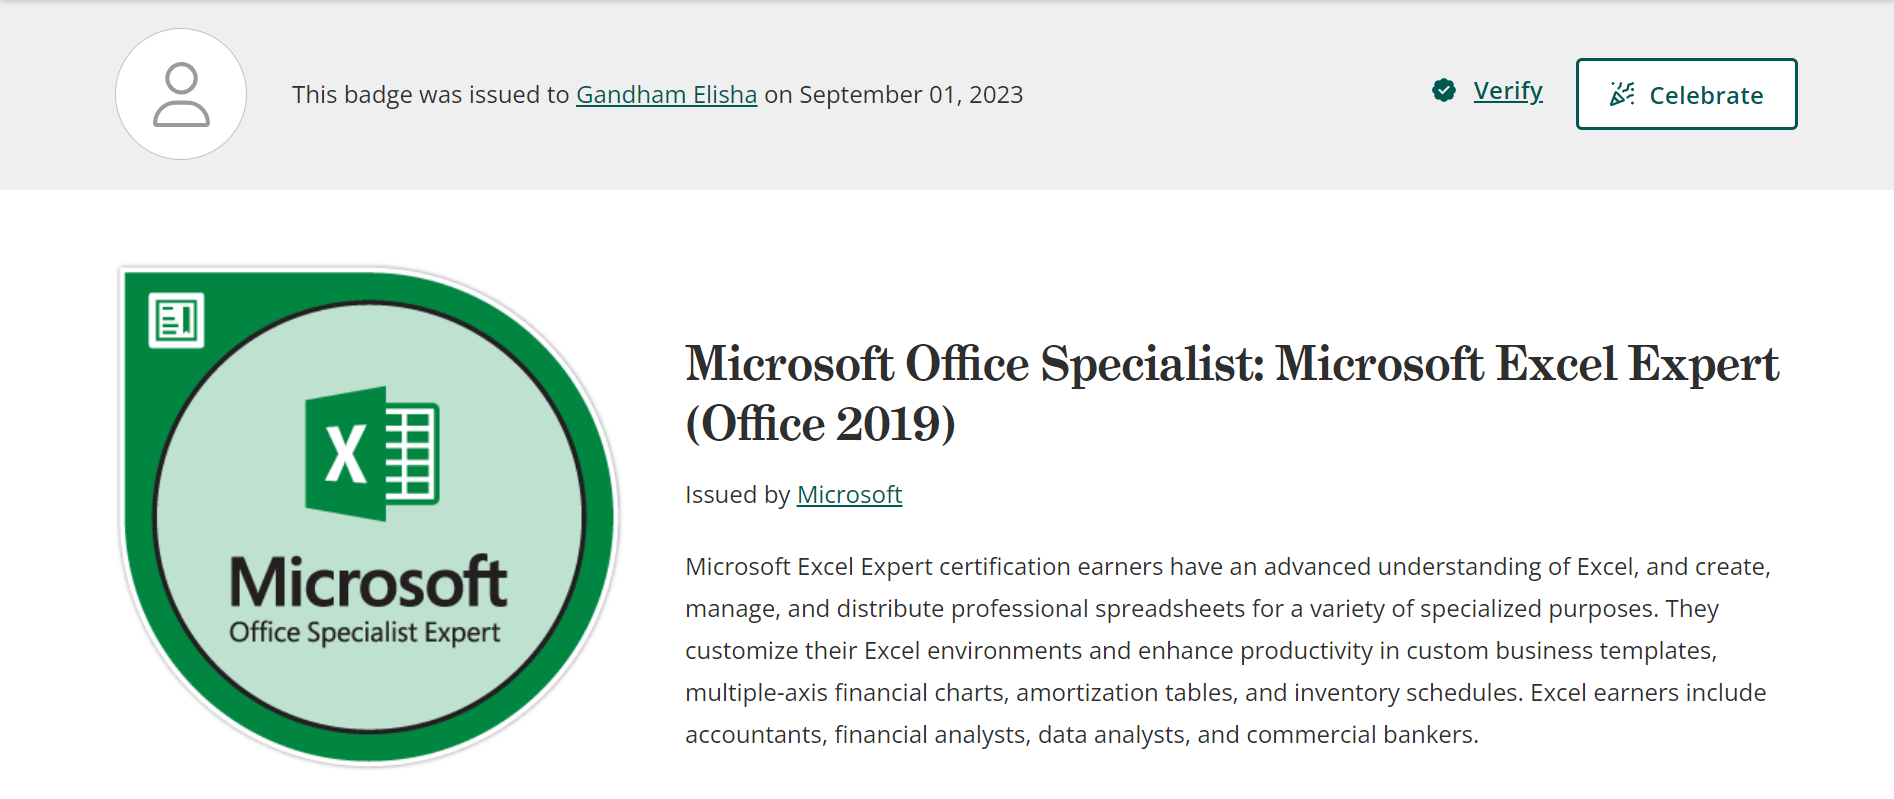 This badge was issued to Gandham Elisha on September 01, 2023
Verify
Celebrate
X
Microsoft
Office Specialist Expert
Microsoft Office Specialist: Microsoft Excel Expert
(Office 2019)
Issued by Microsoft
Microsoft Excel Expert certification earners have an advanced understanding of Excel, and create,
manage, and distribute professional spreadsheets for a variety of specialized purposes. They
customize their Excel environments and enhance productivity in custom business templates,
multiple-axis financial charts, amortization tables, and inventory schedules. Excel earners include
accountants, financial analysts, data analysts, and commercial bankers.